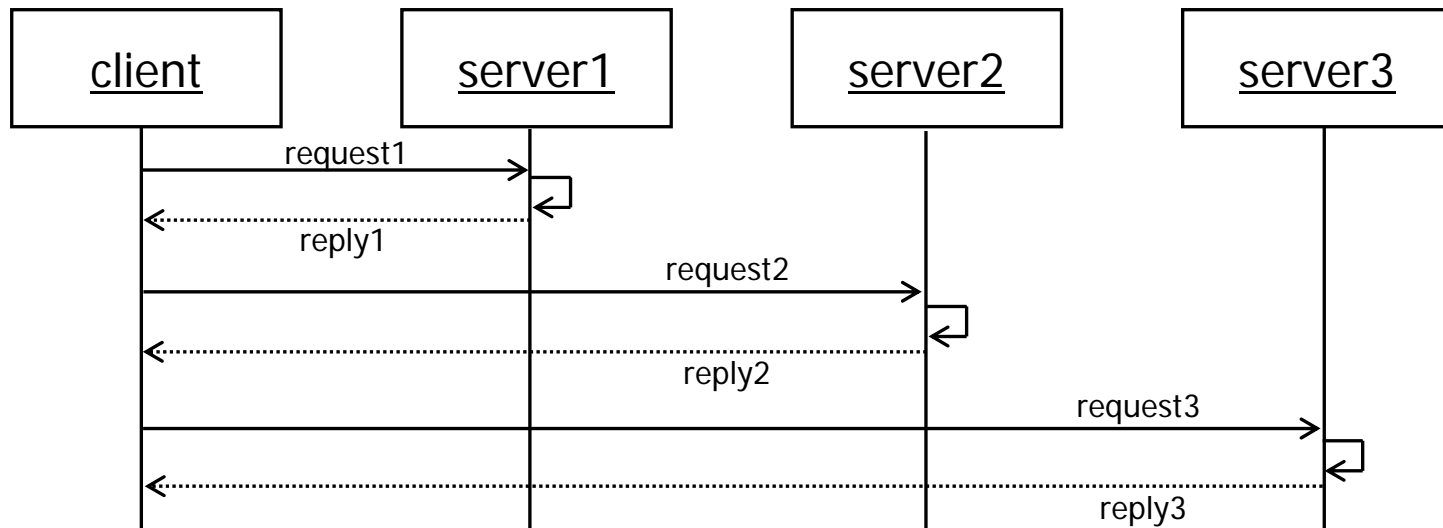 client
server1
server2
server3
request1
reply1
request2
reply2
request3
reply3